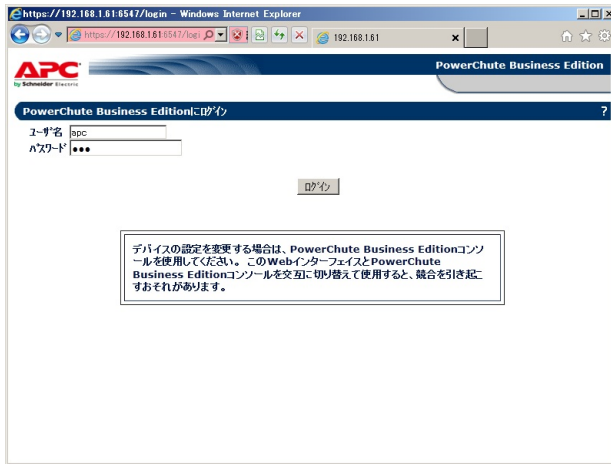 https://192.168.1.61:6547/login - Windows Internet Explorer
https://192.168.1.61:6547/logi
192.168.1.61
APC
by Schneider Electric
PowerChute Business Edition
PowerChute Business Editionにログイン
?
ユーザ名 apc
パスワード ●●●
ログイン
デバイスの設定を変更する場合は、PowerChute Business Editionコンソ
ールを使用してください。このWebインターフェイスとPowerChute
Business Editionコンソールを交互に切り替えて使用すると、競合を引き起こ
すおそれがあります。